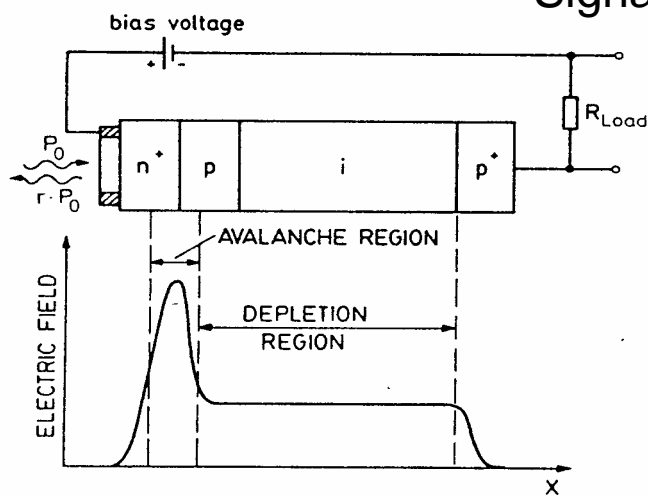 Signa
bias voltage
+ -
R_Load
P_0
r · P_0
n^+ p i p^+
AVALANCHE REGION
DEPLETION
REGION
ELECTRIC FIELD
X